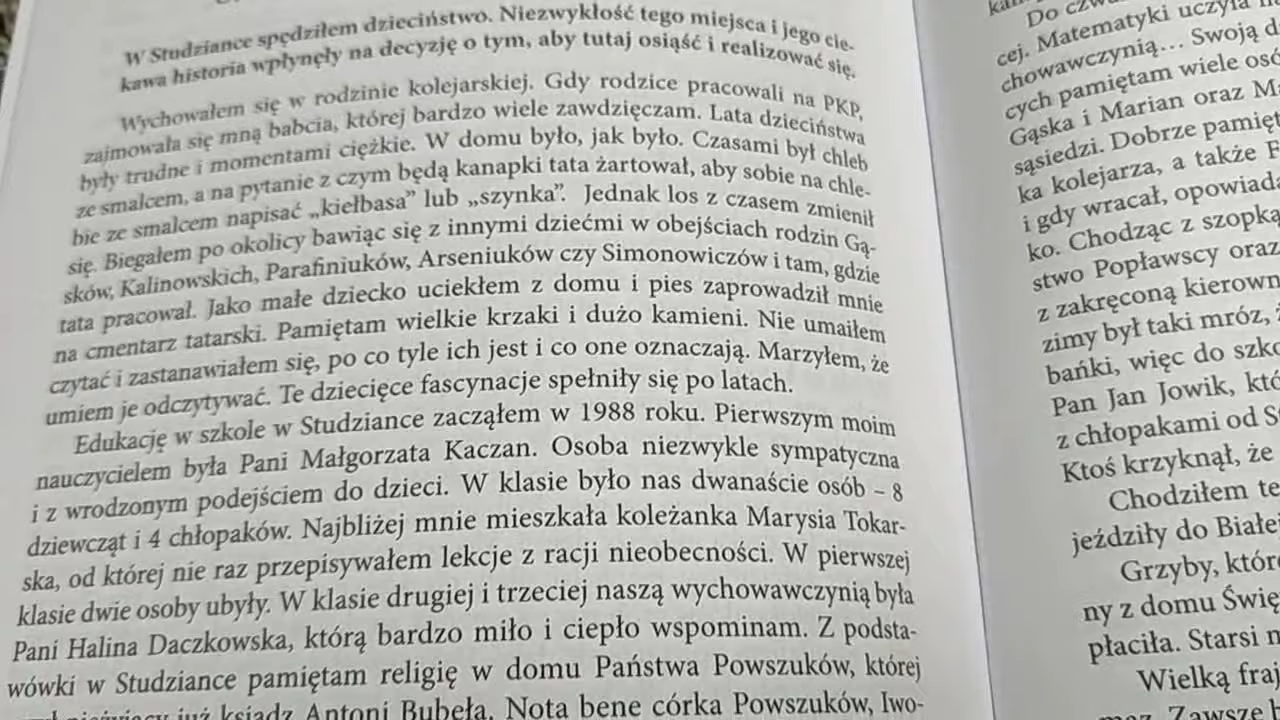 W Studziance spędziłem dzieciństwo. Niezwykłość tego miejsca i jego cie-
kawa historia wpłynęły na decyzję o tym, aby tutaj osiąść i realizować się.
Wychowałem się w rodzinie kolejarskiej. Gdy rodzice pracowali na PKP,
zajmowała się mną babcia, której bardzo wiele zawdzięczam. Lata dzieciństwa
były trudne i momentami ciężkie. W domu było, jak było. Czasami był chleb
ze smalcem, a na pytanie z czym będą kanapki tata żartował, aby sobie na chle-
bie ze smalcem napisać „kiełbasa” lub „szynka”. Jednak los z czasem zmienił
się. Biegałem po okolicy bawiąc się z innymi dziećmi w obejściach rodzin Gą-
sków, Kalinowskich, Parafiniuków, Arseniuków czy Simonowiczów i tam, gdzie
tata pracował. Jako małe dziecko uciekłem z domu i pies zaprowadził mnie
na cmentarz tatarski. Pamiętam wielkie krzaki i dużo kamieni. Nie umaiłem
czytać i zastanawiałem się, po co tyle ich jest i co one oznaczają. Marzyłem, że
umiem je odczytywać. Te dziecięce fascynacje spełniły się po latach.
Edukację w szkole w Studziance zacząłem w 1988 roku. Pierwszym moim
nauczycielem była Pani Małgorzata Kaczan. Osoba niezwykle sympatyczna
i z wrodzonym podejściem do dzieci. W klasie było nas dwanaście osób – 8
dziewcząt i 4 chłopaków. Najbliżej mnie mieszkała koleżanka Marysia Tokar-
ska, od której nie raz przepisywałem lekcje z racji nieobecności. W pierwszej
klasie dwie osoby ubyły. W klasie drugiej i trzeciej naszą wychowawczynią była
Pani Halina Daczkowska, którą bardzo miło i ciepło wspominam. Z podsta-
wówki w Studziance pamiętam religię w domu Państwa Powszuków, której
już ksiądz Antoni Bubeła. Nota bene córka Powszuków, Iwo-
Do
cej. Matematyki uczyła
chowawczynią… Swoją
cych pamiętam wiele
Gąska i Marian oraz
sąsiedzi. Dobrze
ka kolejarza, a także
i gdy wracał,
ko. Chodząc z szopką
stwo Popławscy oraz
z zakręconą
zimy był taki mróz,
bańki, więc do
Pan Jan Jowik,
z chłopakami od
Ktoś krzyknął, że
Chodziłem
jeździły do
Grzyby,
ny z domu
płaciła. Starsi
Wielką
Zawsze